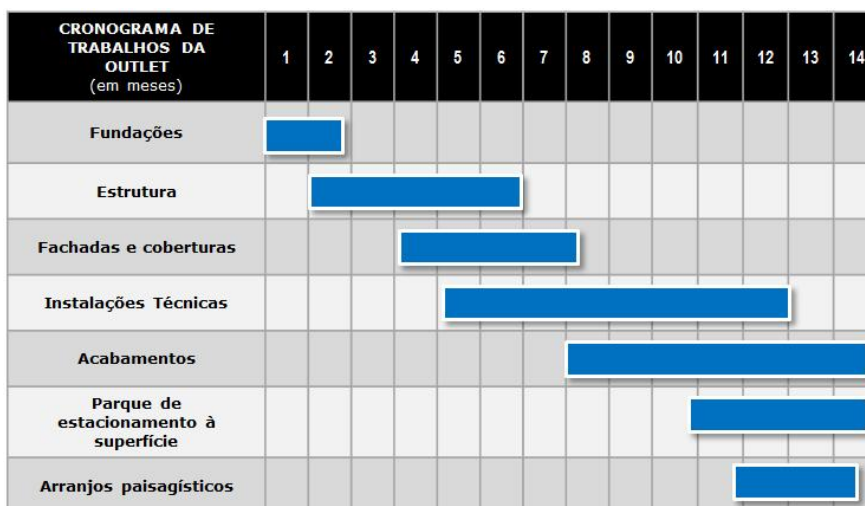 CRONOGRAMA DE
TRABALHOS DA
OUTLET
(em meses)
1 2 3 4 5 6 7 8 9 10 11 12 13 14
Fundações
Estrutura
Fachadas e coberturas
Instalações Técnicas
Acabamentos
Parque de
estacionamento à
superfície
Arranjos paisagísticos